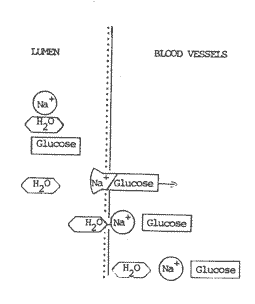 LUMEN BLOOD VESSELS
Na+
H2O
Glucose
H2O Na+ Glucose
H2O Na+ Glucose
H2O Na+ Glucose